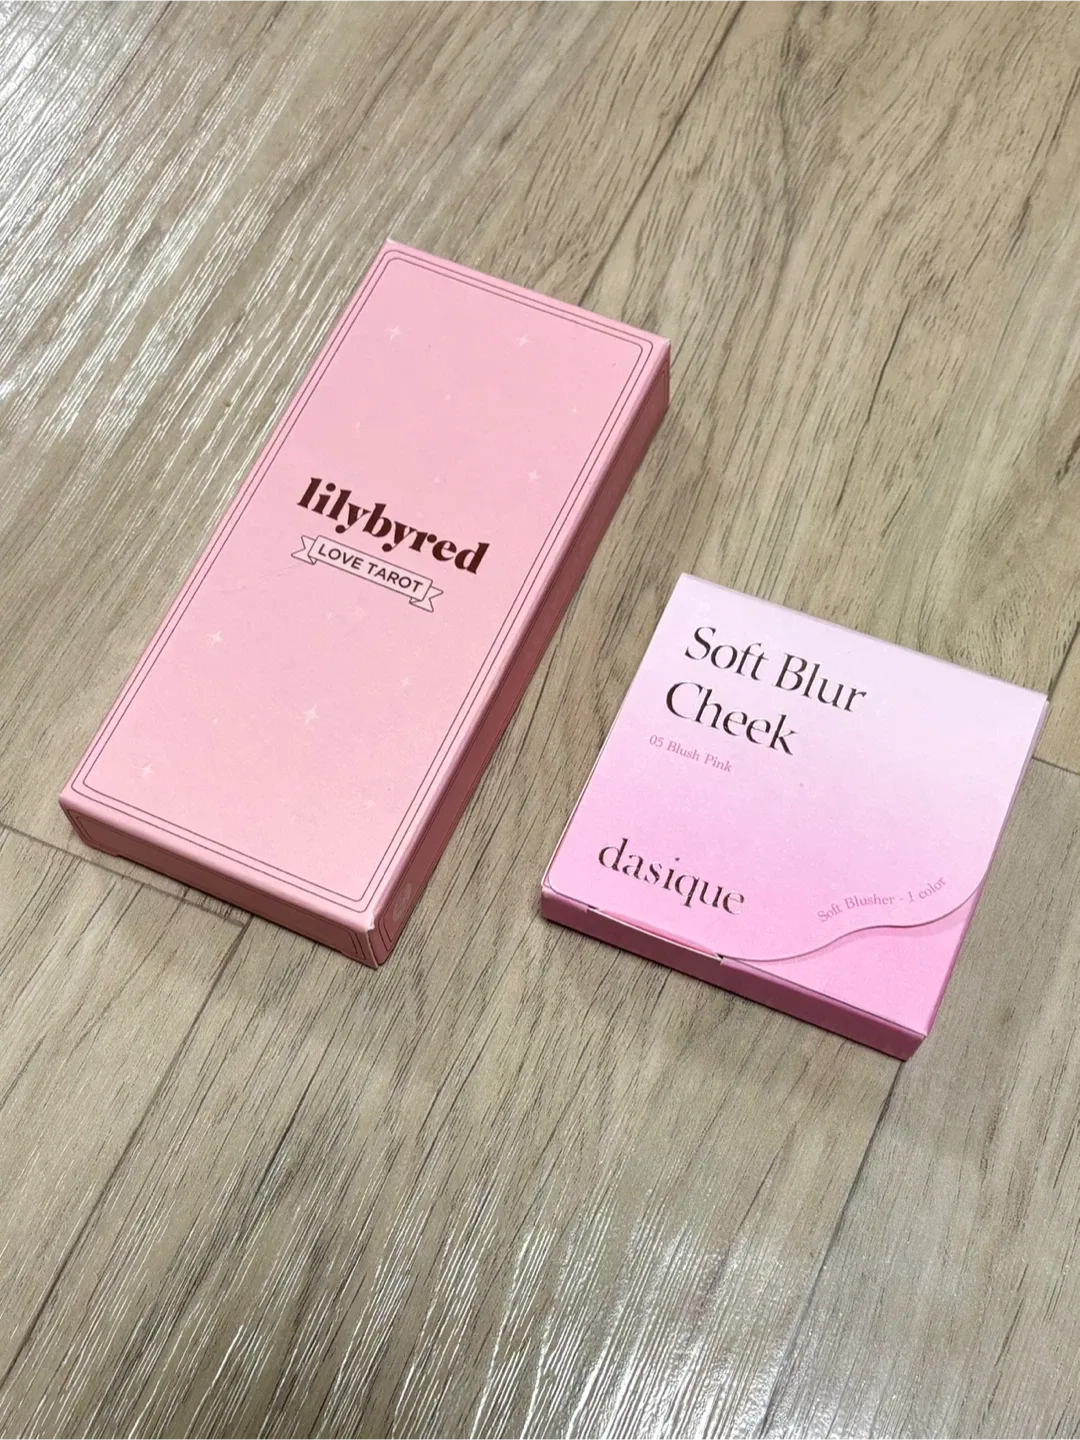 lilybyred
LOVE TAROT
Soft Blur
Cheek
05 Blush Pink
dasique
Soft Blusher - 1 color